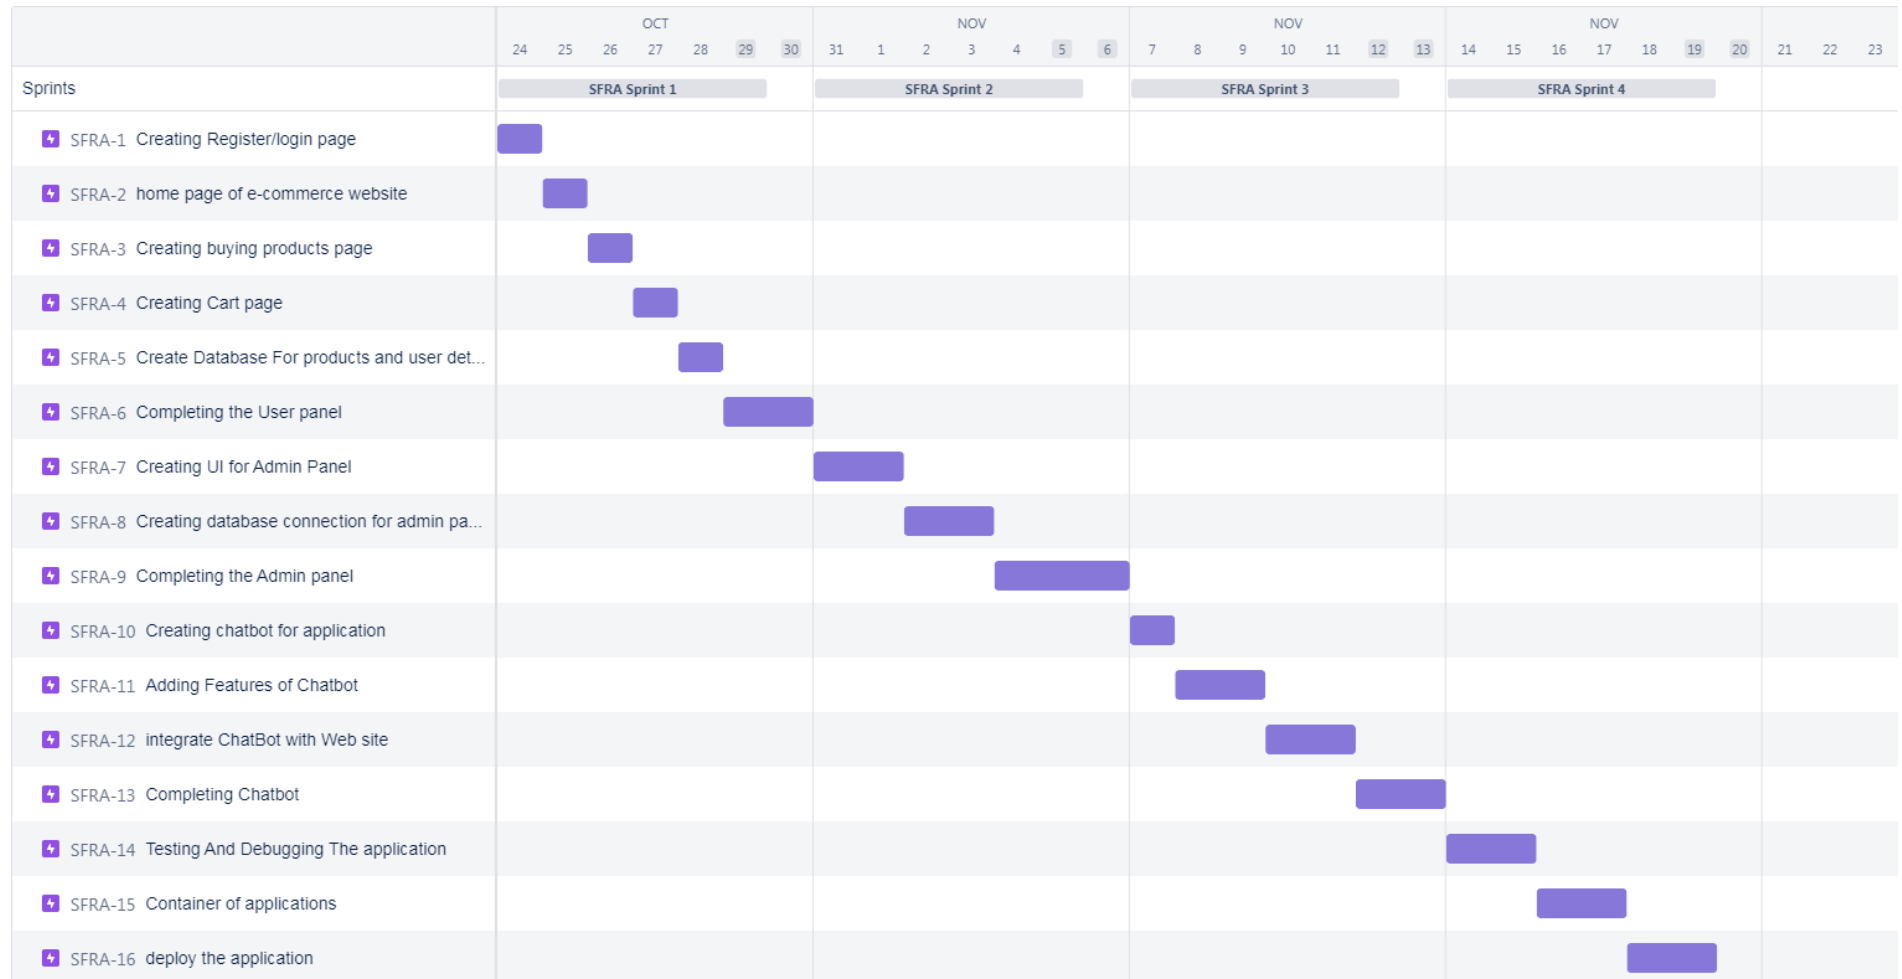 OCT NOV NOV NOV
24 25 26 27 28 29 30 31 1 2 3 4 5 6 7 8 9 10 11 12 13 14 15 16 17 18 19 20 21 22 23
Sprints SFRA Sprint 1 SFRA Sprint 2 SFRA Sprint 3 SFRA Sprint 4
SFRA-1 Creating Register/login page
SFRA-2 home page of e-commerce website
SFRA-3 Creating buying products page
SFRA-4 Creating Cart page
SFRA-5 Create Database For products and user det...
SFRA-6 Completing the User panel
SFRA-7 Creating UI for Admin Panel
SFRA-8 Creating database connection for admin pa...
SFRA-9 Completing the Admin panel
SFRA-10 Creating chatbot for application
SFRA-11 Adding Features of Chatbot
SFRA-12 integrate ChatBot with Web site
SFRA-13 Completing Chatbot
SFRA-14 Testing And Debugging The application
SFRA-15 Container of applications
SFRA-16 deploy the application